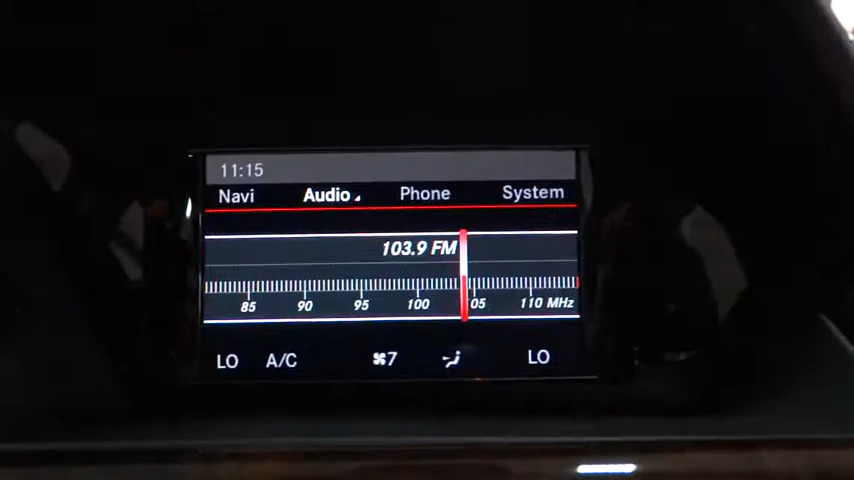 11:15
Navi Audio Phone System
103.9 FM
85 90 95 100 05 110 MHz
LO A/C 7 LO